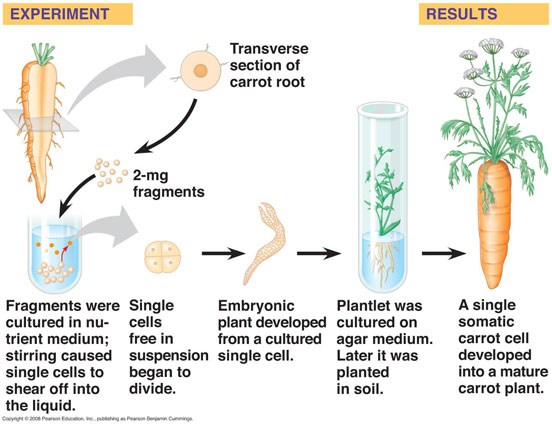 EXPERIMENT
RESULTS
Transverse
section of
carrot root
2-mg
fragments
Fragments were
cultured in nu-
trient medium;
stirring caused
single cells to
shear off into
the liquid.
Single
cells
free in
suspension
began to
divide.
Embryonic
plant developed
from a cultured
single cell.
Plantlet was
cultured on
agar medium.
Later it was
planted
in soil.
A single
somatic
carrot cell
developed
into a mature
carrot plant.
Copyright © 2008 Pearson Education, Inc., publishing as Pearson Benjamin Cummings.